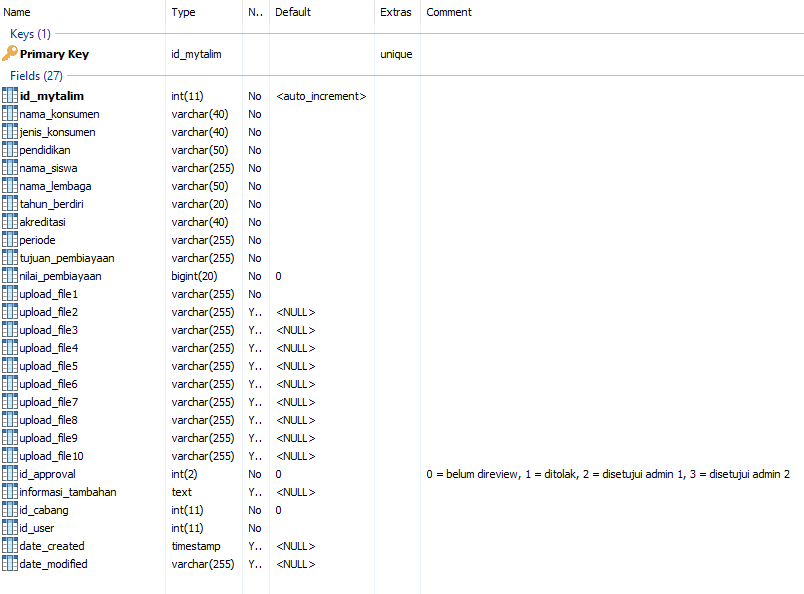 Name Type N.. Default Extras Comment
Keys (1)
Primary Key id_mytalim unique
Fields (27)
id_mytalim int(11) No <auto_increment>
nama_konsumen varchar(40) No
jenis_konsumen varchar(40) No
pendidikan varchar(50) No
nama_siswa varchar(255) No
nama_lembaga varchar(50) No
tahun_berdiri varchar(20) No
akreditasi varchar(40) No
periode varchar(255) No
tujuan_pembiayaan varchar(255) No
nilai_pembiayaan bigint(20) No 0
upload_file1 varchar(255) No
upload_file2 varchar(255) Y.. <NULL>
upload_file3 varchar(255) Y.. <NULL>
upload_file4 varchar(255) Y.. <NULL>
upload_file5 varchar(255) Y.. <NULL>
upload_file6 varchar(255) Y.. <NULL>
upload_file7 varchar(255) Y.. <NULL>
upload_file8 varchar(255) Y.. <NULL>
upload_file9 varchar(255) Y.. <NULL>
upload_file10 varchar(255) Y.. <NULL>
id_approval int(2) No 0 0 = belum direview, 1 = ditolak, 2 = disetujui admin 1, 3 = disetujui admin 2
informasi_tambahan text Y.. <NULL>
id_cabang int(11) No 0
id_user int(11) No
date_created timestamp Y.. <NULL>
date_modified varchar(255) Y.. <NULL>